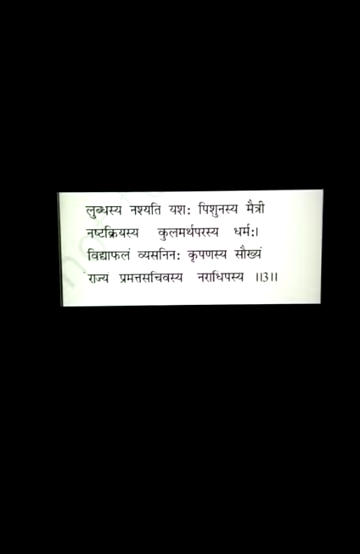 लुब्धस्य नश्यति यश: पिशुनस्य मैत्री
नष्टक्रियस्य कुलमर्थपरस्य धर्म:।
विद्याफलं व्यसनिन: कृपणस्य सौख्यं
राज्य प्रमत्तसचिवस्य नराधिपस्य ।।3।।